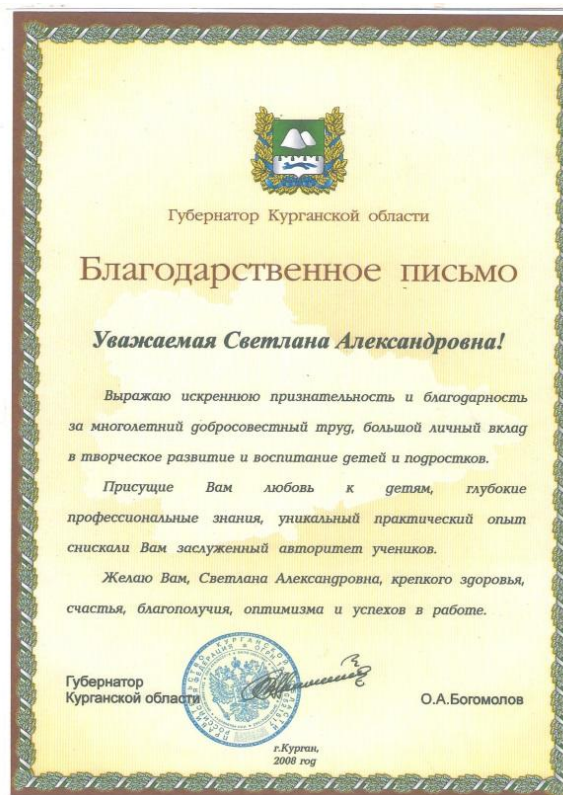 Губернатор Курганской области
Благодарственное письмо
Уважаемая Светлана Александровна!
Выражаю искреннюю признательность и благодарность
за многолетний добросовестный труд, большой личный вклад
в творческое развитие и воспитание детей и подростков.
Присущие Вам любовь к детям, глубокие
профессиональные знания, уникальный практический опыт
снискали Вам заслуженный авторитет учеников.
Желаю Вам, Светлана Александровна, крепкого здоровья,
счастья, благополучия, оптимизма и успехов в работе.
Губернатор
Курганской области
О.А.Богомолов
г.Курган,
2008 год